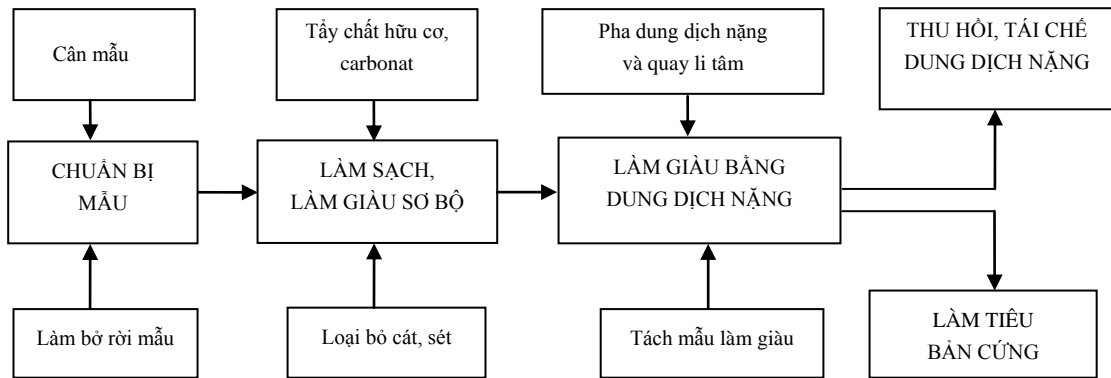 Cân mẫu
Tẩy chất hữu cơ,
carbonat
Pha dung dịch nặng
và quay li tâm
THU HỒI, TÁI CHẾ
DUNG DỊCH NẶNG
CHUẨN BỊ
MẪU
LÀM SẠCH,
LÀM GIÀU SƠ BỘ
LÀM GIÀU BẰNG
DUNG DỊCH NẶNG
Làm bở rời mẫu
Loại bỏ cát, sét
Tách mẫu làm giàu
LÀM TIÊU
BẢN CỨNG